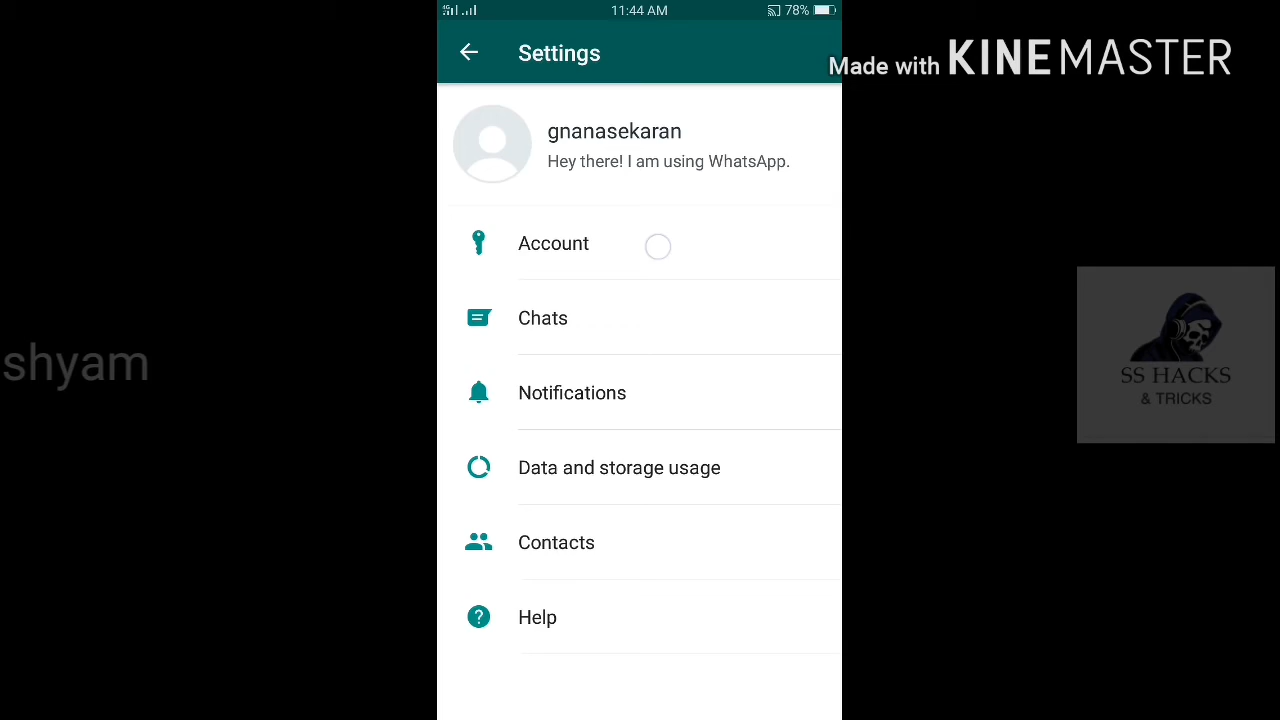 11:44 AM
78%
Settings
Made with KINEMASTER
gnanasekaran
Hey there! I am using WhatsApp.
Account
Chats
shyam
SS HACKS
& TRICKS
Notifications
Data and storage usage
Contacts
Help